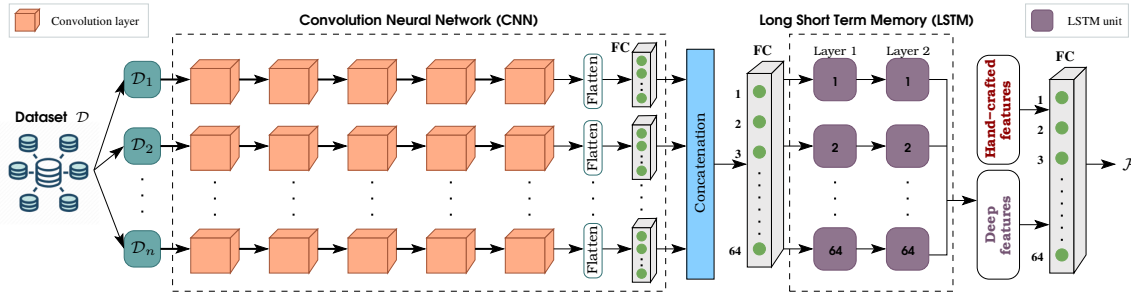 Convolution layer
Convolution Neural Network (CNN)
Long Short Term Memory (LSTM)
LSTM unit
Dataset 𝒟
𝒟₁
𝒟₂
𝒟ₙ
Flatten
Flatten
Flatten
FC
Concatenation
FC
1
2
3
64
Layer 1
Layer 2
1
1
2
2
64
64
Hand-crafted
features
Deep
features
FC
1
2
3
64
ℱ